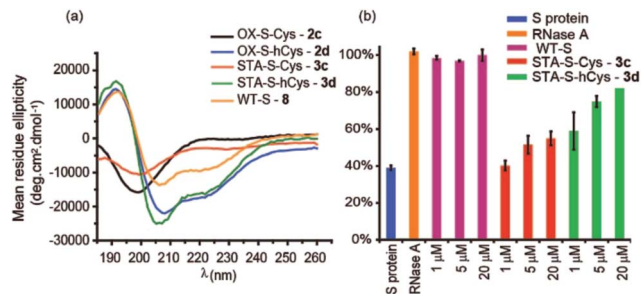 (a)
(b)
OX-S-Cys - 2c
OX-S-hCys - 2d
STA-S-Cys - 3c
STA-S-hCys - 3d
WT-S - 8
Mean residue ellipticity
(deg.cm².dmol⁻¹)
20000
15000
10000
5000
0
-5000
-10000
-20000
-30000
190
200
210
220
230
240
250
260
λ(nm)
S protein
RNase A
WT-S
STA-S-Cys - 3c
STA-S-hCys - 3d
100%
80%
60%
40%
20%
0%
S protein
RNase A
1 µM
5 µM
20 µM
1 µM
5 µM
20 µM
1 µM
5 µM
20 µM